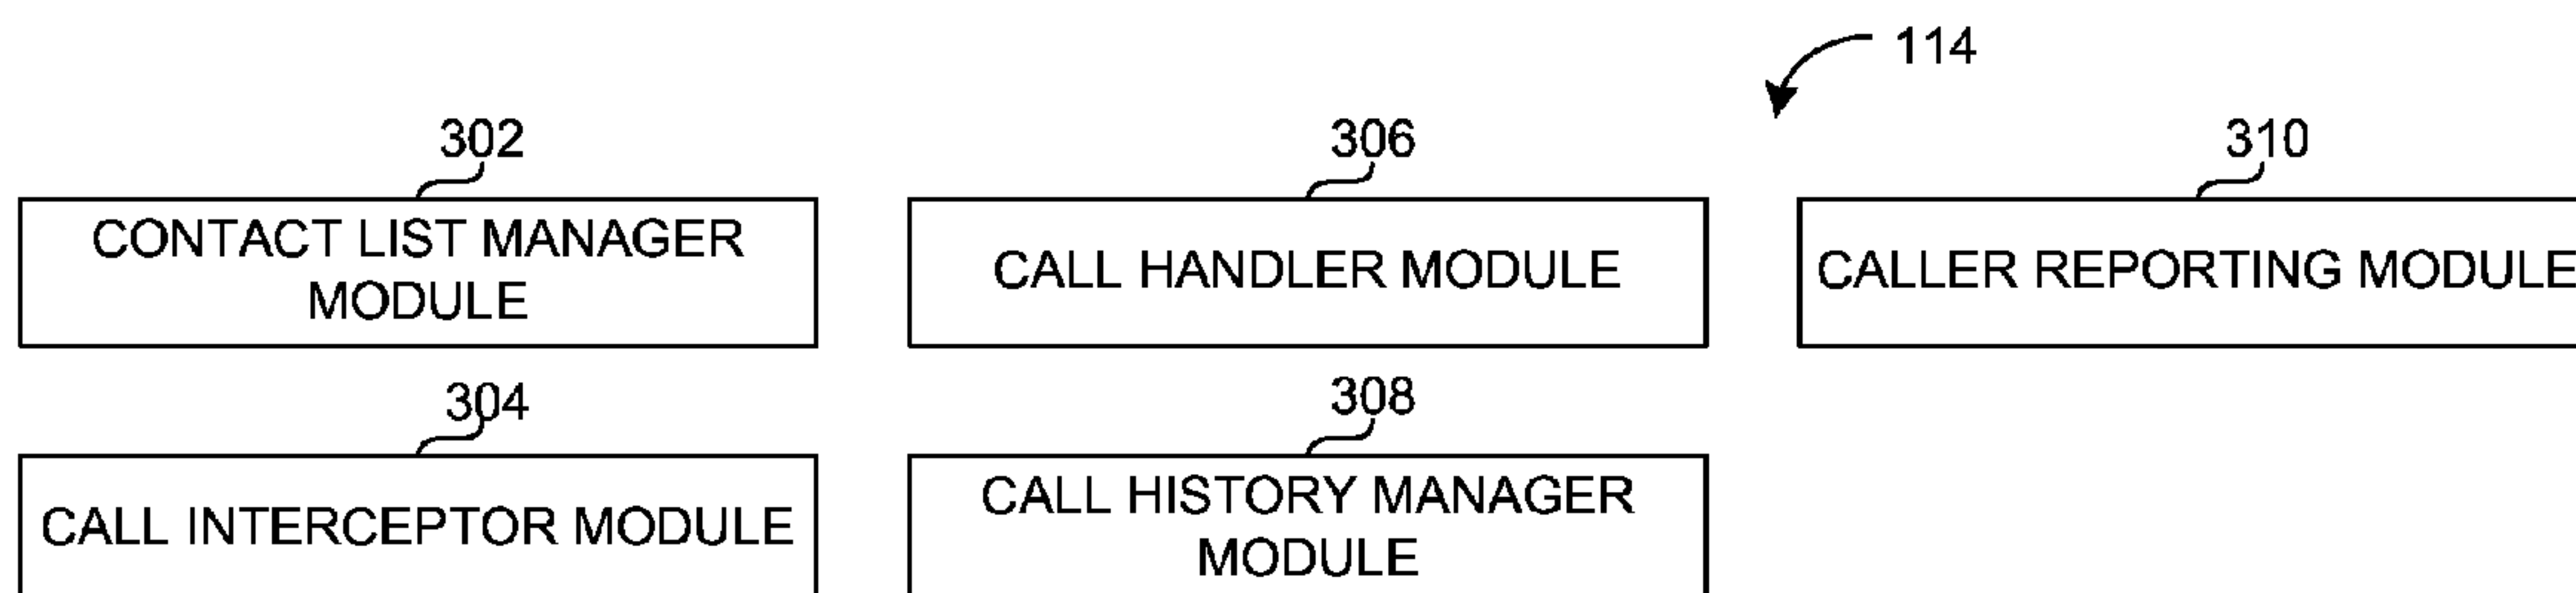 114
302
306
310
CONTACT LIST MANAGER
MODULE
CALL HANDLER MODULE
CALLER REPORTING MODULE
304
308
CALL INTERCEPTOR MODULE
CALL HISTORY MANAGER
MODULE